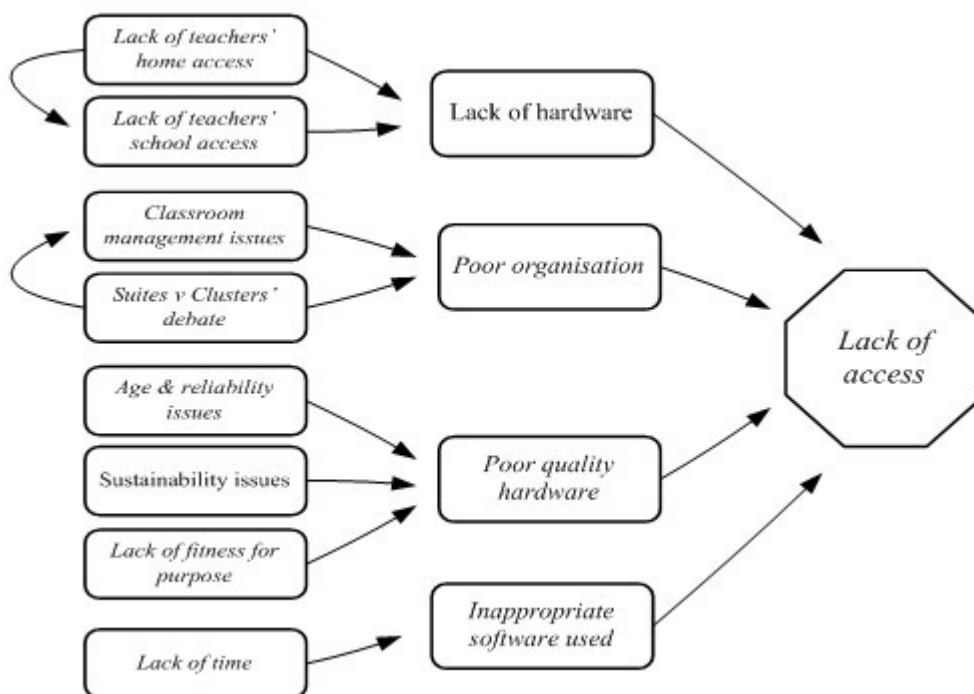 Lack of teachers´
home access
Lack of teachers´
school access
Lack of hardware
Classroom
management issues
Suites v Clusters´
debate
Poor organisation
Age & reliability
issues
Sustainability issues
Lack of fitness for
purpose
Poor quality
hardware
Lack of time
Inappropriate
software used
Lack of
access